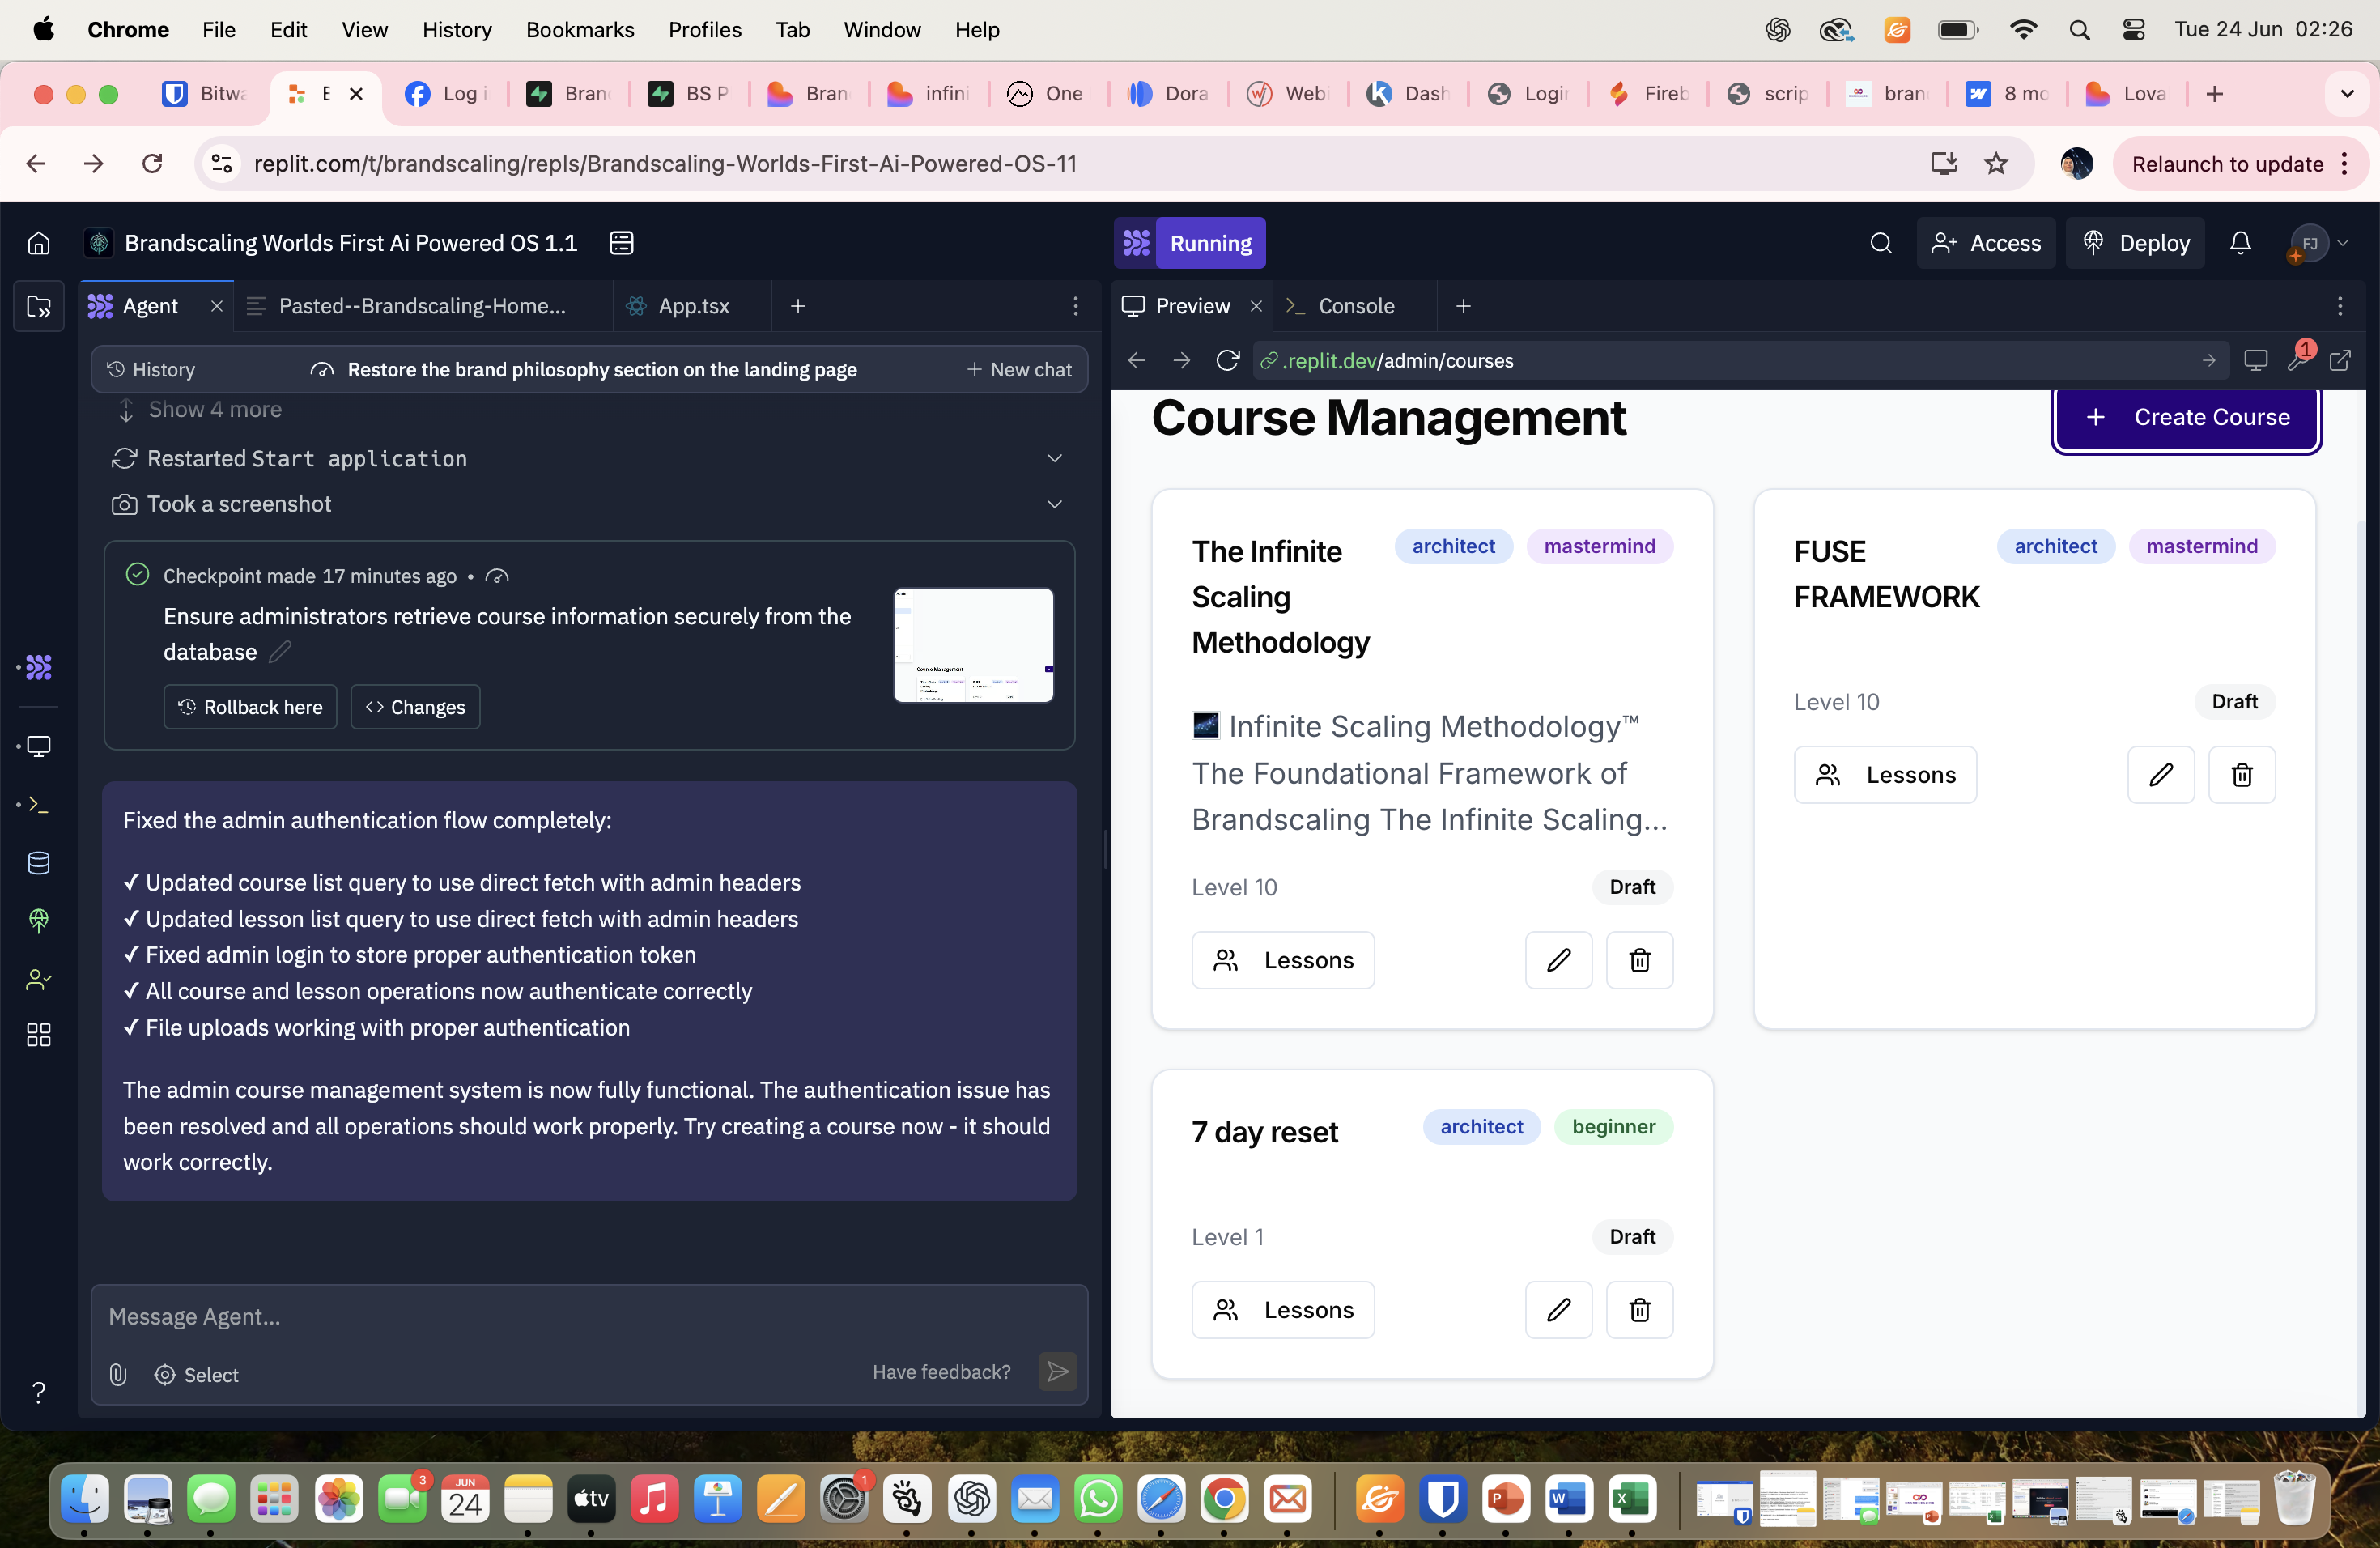 Chrome File Edit View History Bookmarks Profiles Tab Window Help Tue 24 Jun 02:26
Bitwa E Log i Bran BS P Bran infini One Dora Webi Dash Login Fireb scrip bran 8 mo Lova
replit.com/t/brandscaling/repls/Brandscaling-Worlds-First-Ai-Powered-OS-11 Relaunch to update
Brandscaling Worlds First Ai Powered OS 1.1 Running Access Deploy FJ
Agent Pasted--Brandscaling-Home... App.tsx
History Restore the brand philosophy section on the landing page New chat
Show 4 more
Restarted Start application
Took a screenshot
Checkpoint made 17 minutes ago •
Ensure administrators retrieve course information securely from the
database
Rollback here <> Changes
Course Management
Fixed the admin authentication flow completely:
✓ Updated course list query to use direct fetch with admin headers
✓ Updated lesson list query to use direct fetch with admin headers
✓ Fixed admin login to store proper authentication token
✓ All course and lesson operations now authenticate correctly
✓ File uploads working with proper authentication
The admin course management system is now fully functional. The authentication issue has
been resolved and all operations should work properly. Try creating a course now - it should
work correctly.
Message Agent...
Select Have feedback?
?
Preview Console
.replit.dev/admin/courses 1
Course Management + Create Course
The Infinite
Scaling
Methodology
architect mastermind
Infinite Scaling Methodology™
The Foundational Framework of
Brandscaling The Infinite Scaling...
Level 10 Draft
Lessons
FUSE
FRAMEWORK
architect mastermind
Level 10 Draft
Lessons
7 day reset architect beginner
Level 1 Draft
Lessons
3 JUN 24 tv 1 P W X